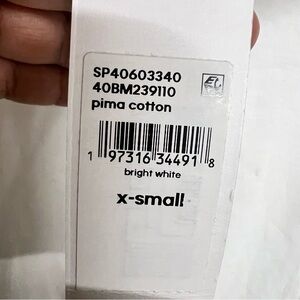 SP40603340
40BM239110
pima cotton
1 97316 34491 8
bright white
x-small